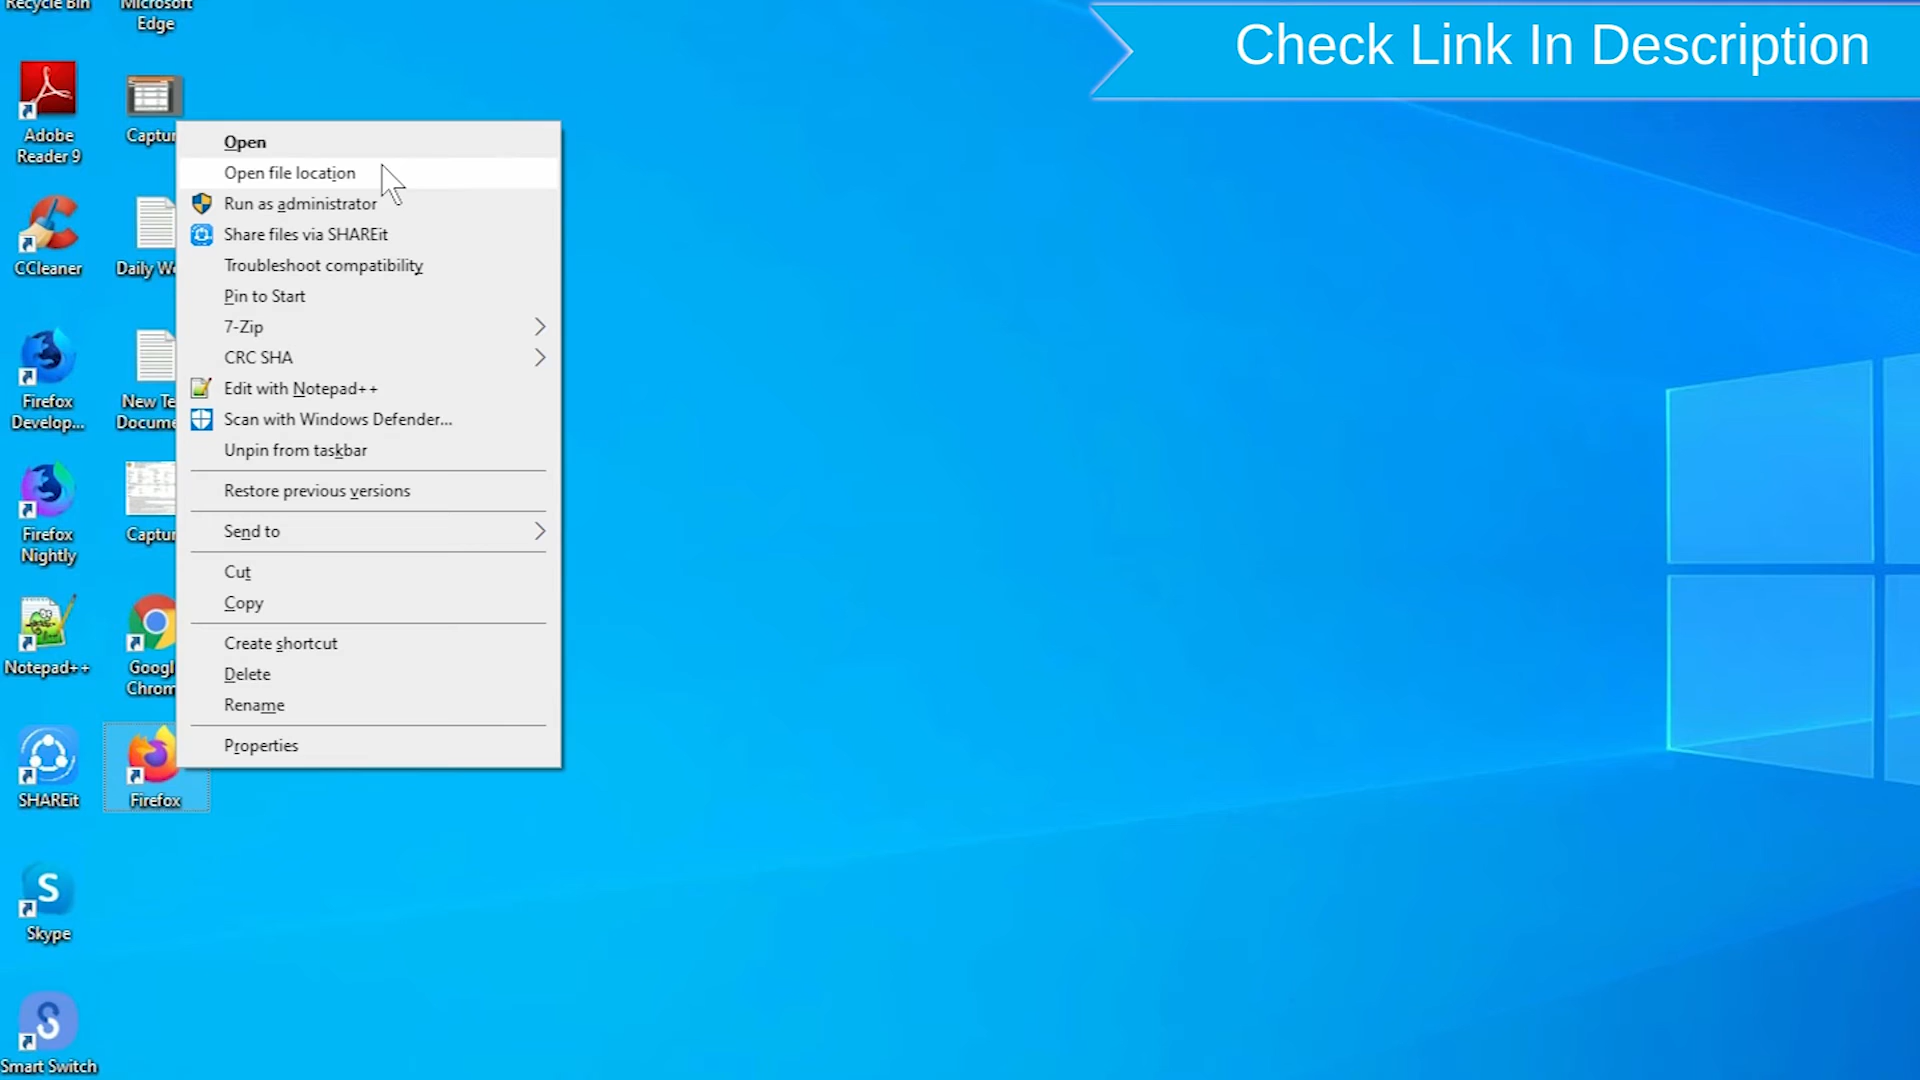 Recycle Bin
Microsoft
Edge
Check Link In Description
Adobe
Reader 9
Captur
CCleaner
Daily We
Firefox
Develop...
New Te
Docume
Firefox
Nightly
Captur
Notepad++
Googl
Chrom
SHAREit
Firefox
Skype
Smart Switch
Open
Open file location
Run as administrator
Share files via SHAREit
Troubleshoot compatibility
Pin to Start
7-Zip
CRC SHA
Edit with Notepad++
Scan with Windows Defender...
Unpin from taskbar
Restore previous versions
Send to
Cut
Copy
Create shortcut
Delete
Rename
Properties